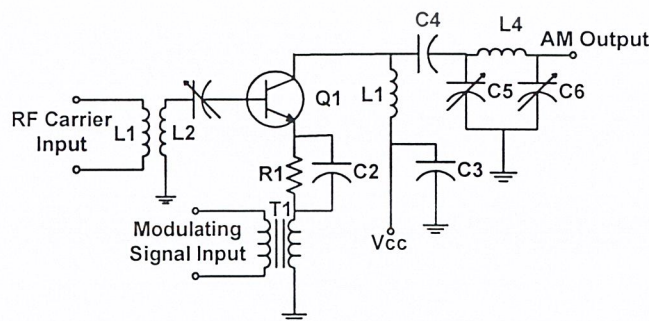 C4
L4
AM Output
Q1
L1
C5
C6
RF Carrier
Input
L1
L2
R1
C2
C3
T1
Modulating
Signal Input
Vcc